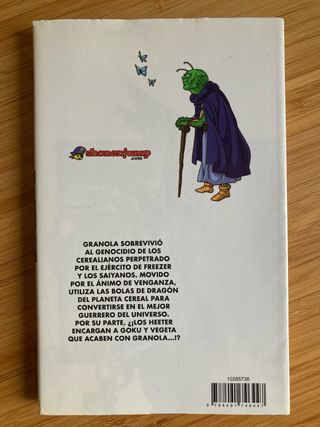 shonenjump
.com
GRANOLA SOBREVIVIÓ
AL GENOCIDIO DE LOS
CEREALIANOS PERPETRADO
POR EL EJÉRCITO DE FREEZER
Y LOS SAIYANOS. MOVIDO
POR EL ÁNIMO DE VENGANZA,
UTILIZA LAS BOLAS DE DRAGÓN
DEL PLANETA CEREAL PARA
CONVERTIRSE EN EL MEJOR
GUERRERO DEL UNIVERSO.
POR SU PARTE, ¿¡LOS HEETER
ENCARGAN A GOKU Y VEGETA
QUE ACABEN CON GRANOLA...!?
10285738